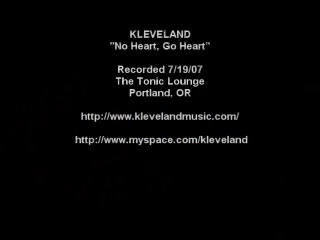 KLEVELAND
"No Heart, Go Heart"
Recorded 7/19/07
The Tonic Lounge
Portland, OR
http://www.klevelandmusic.com/
http://www.myspace.com/kleveland